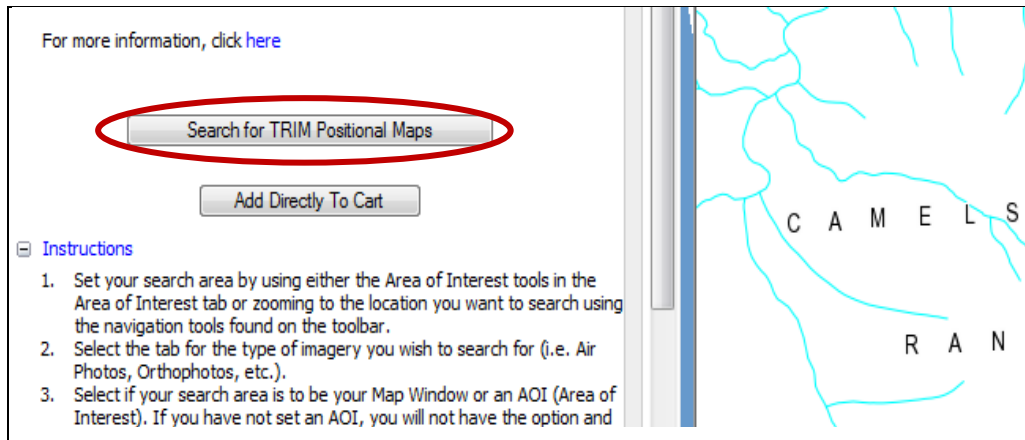 For more information, click here
Search for TRIM Positional Maps
Add Directly To Cart
Instructions
1. Set your search area by using either the Area of Interest tools in the
Area of Interest tab or zooming to the location you want to search using
the navigation tools found on the toolbar.
2. Select the tab for the type of imagery you wish to search for (i.e. Air
Photos, Orthophotos, etc.).
3. Select if your search area is to be your Map Window or an AOI (Area of
Interest). If you have not set an AOI, you will not have the option and
C A M E L S
R A N